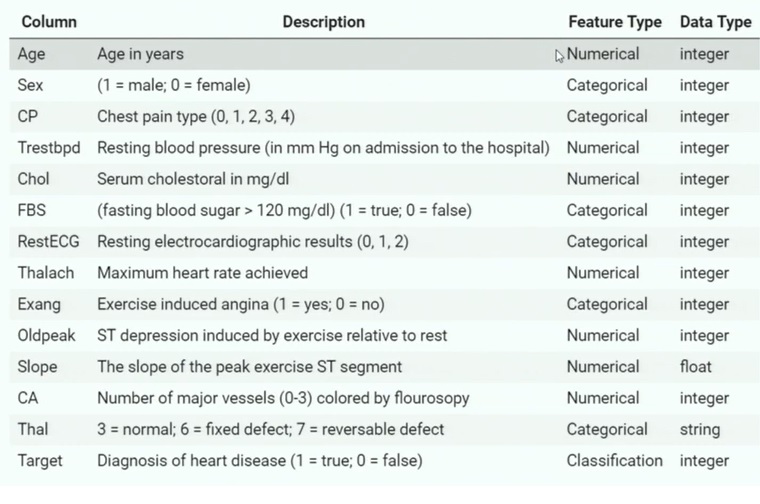 Column Description Feature Type Data Type
Age Age in years Numerical integer
Sex (1 = male; 0 = female) Categorical integer
CP Chest pain type (0, 1, 2, 3, 4) Categorical integer
Trestbpd Resting blood pressure (in mm Hg on admission to the hospital) Numerical integer
Chol Serum cholestoral in mg/dl Numerical integer
FBS (fasting blood sugar > 120 mg/dl) (1 = true; 0 = false) Categorical integer
RestECG Resting electrocardiographic results (0, 1, 2) Categorical integer
Thalach Maximum heart rate achieved Numerical integer
Exang Exercise induced angina (1 = yes; 0 = no) Categorical integer
Oldpeak ST depression induced by exercise relative to rest Numerical integer
Slope The slope of the peak exercise ST segment Numerical float
CA Number of major vessels (0-3) colored by flourosopy Numerical integer
Thal 3 = normal; 6 = fixed defect; 7 = reversable defect Categorical string
Target Diagnosis of heart disease (1 = true; 0 = false) Classification integer